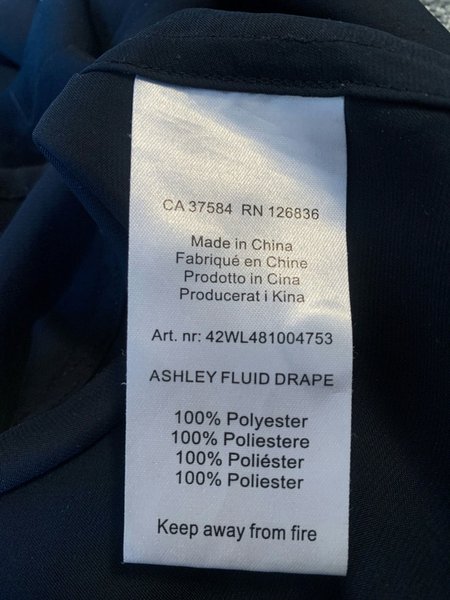 CA 37584 RN 126836
Made in China
Fabriqué en Chine
Prodotto in Cina
Producerat i Kina
Art. nr: 42WL481004753
ASHLEY FLUID DRAPE
100% Polyester
100% Poliestere
100% Poliéster
100% Poliester
Keep away from fire